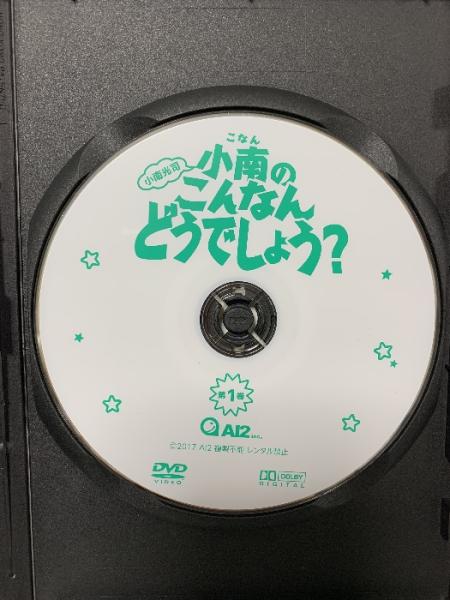 こなん
小南光司
小南の
こんなん
どうでしょう?
第1巻
AI2 INC.
©2017 AI2 複製不能 レンタル禁止
DVD
VIDEO
DOLBY
DIGITAL